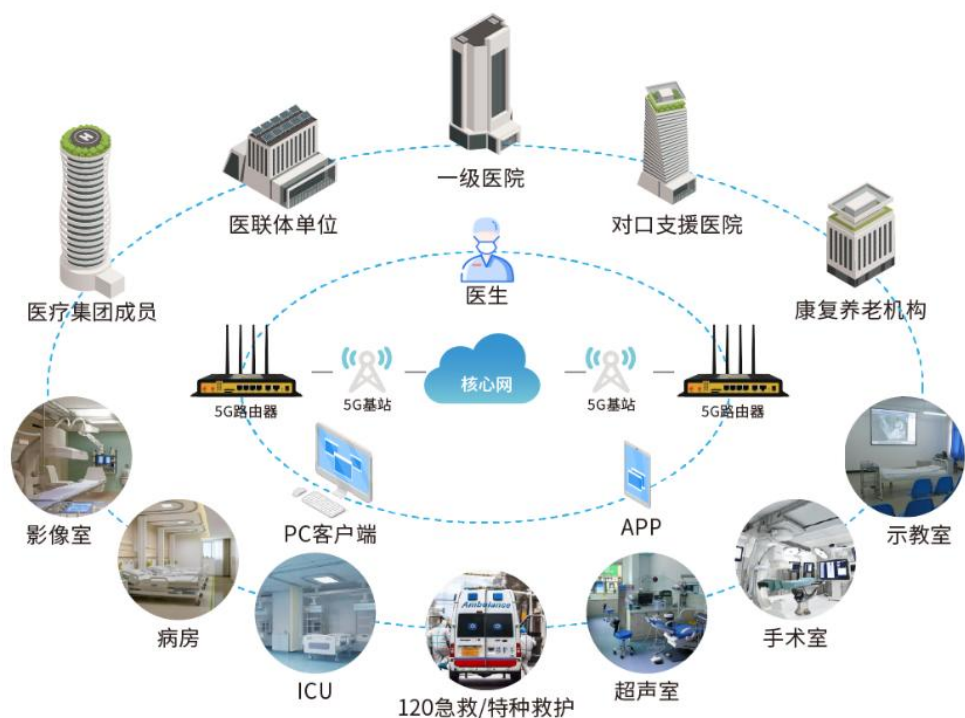 一级医院
医联体单位
对口支援医院
医疗集团成员
医生
康复养老机构
核心网
5G路由器
5G基站
5G基站
5G路由器
PC客户端
APP
影像室
示教室
病房
手术室
ICU
Ambulance
超声室
120急救/特种救护